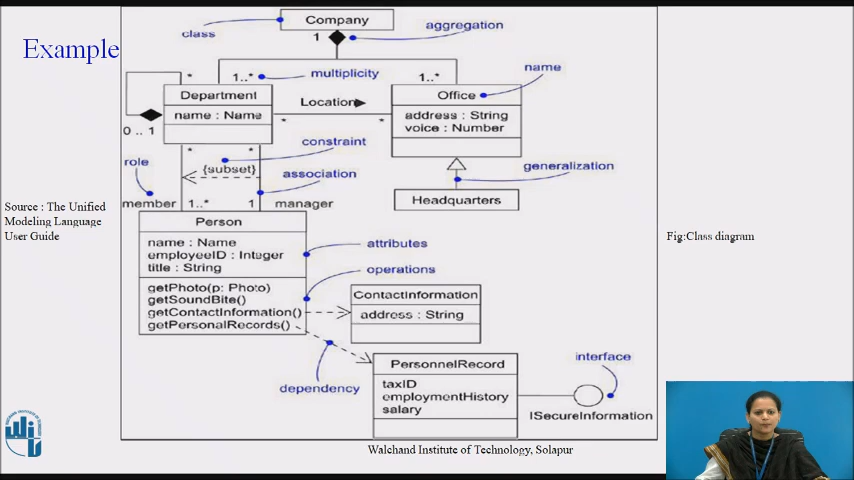 Example
Company
class
1
aggregation
*
1..*
multiplicity
1..*
name
Department
Location
Office
name : Name
*
*
address : String
voice : Number
0 .. 1
*
*
constraint
role
{subset}
association
generalization
member
1..*
1
manager
Headquarters
Source : The Unified
Modeling Language
User Guide
Person
Fig:Class diagram
name : Name
employeeID : Integer
title : String
attributes
operations
getPhoto(p: Photo)
getSoundBite()
getContactInformation()
getPersonalRecords()
ContactInformation
address : String
dependency
PersonnelRecord
interface
taxID
employmentHistory
salary
ISecureInformation
Walchand Institute of Technology, Solapur